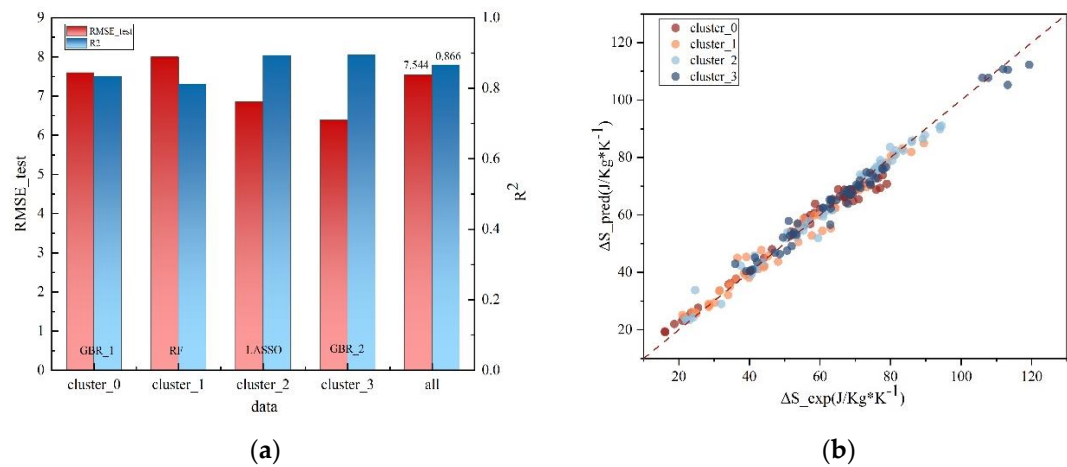 RMSE_test
R2
7,544 0,866
9
8
7
6
5
4
3
2
1
0
RMSE_test
1.0
0.8
0.6
0.4
0.2
0.0
R²
GBR_1 RF LASSO GBR_2
cluster_0 cluster_1 cluster_2 cluster_3 all
data
(a)
cluster_0
cluster_1
cluster_2
cluster_3
120
100
80
60
40
20
ΔS_pred(J/Kg*K⁻¹)
20 40 60 80 100 120
ΔS_exp(J/Kg*K⁻¹)
(b)